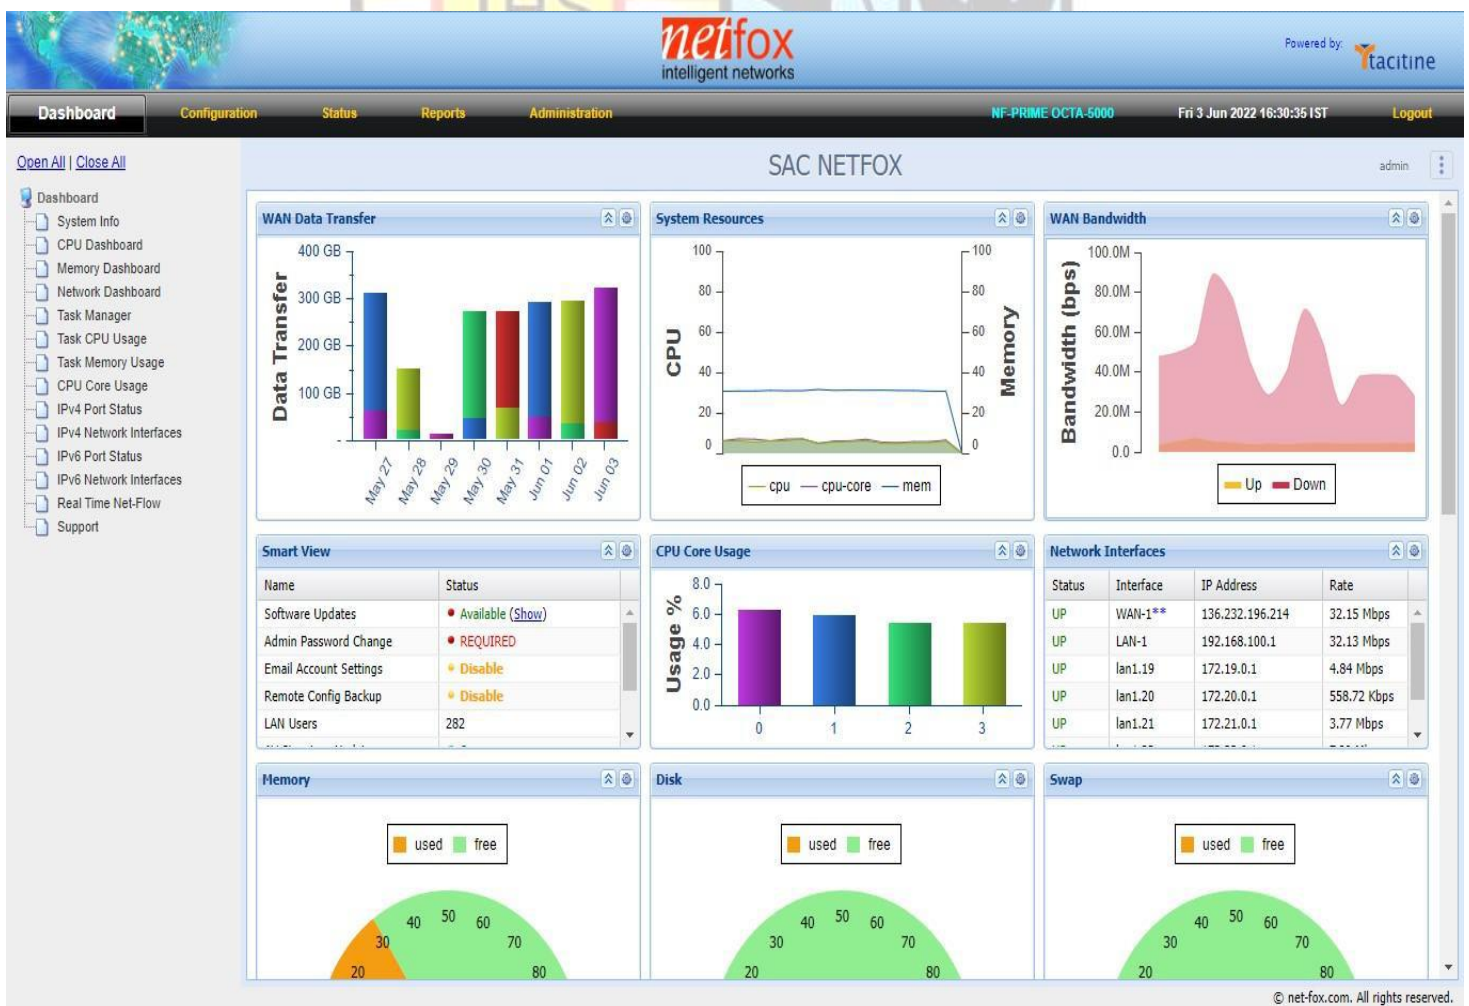 netfox
intelligent networks
Powered by:
tacitine
Dashboard Configuration Status Reports Administration NF-PRIME OCTA-5000 Fri 3 Jun 2022 16:30:35 IST Logout
Open All | Close All
SAC NETFOX
admin
Dashboard
System Info
CPU Dashboard
Memory Dashboard
Network Dashboard
Task Manager
Task CPU Usage
Task Memory Usage
CPU Core Usage
IPv4 Port Status
IPv4 Network Interfaces
IPv6 Port Status
IPv6 Network Interfaces
Real Time Net-Flow
Support
WAN Data Transfer
Data Transfer
400 GB
300 GB
200 GB
100 GB
-
May 27 May 28 May 29 May 30 May 31 Jun 01 Jun 02 Jun 03
System Resources
CPU
100
80
60
40
20
0
Memory
100
80
60
40
20
0
cpu cpu-core mem
WAN Bandwidth
Bandwidth (bps)
100.0M
80.0M
60.0M
40.0M
20.0M
0.0
Up Down
Smart View
Name Status
Software Updates Available (Show)
Admin Password Change REQUIRED
Email Account Settings Disable
Remote Config Backup Disable
LAN Users 282
CPU Core Usage
Usage %
8.0
6.0
4.0
2.0
0.0
0 1 2 3
Network Interfaces
Status Interface IP Address Rate
UP WAN-1** 136.232.196.214 32.15 Mbps
UP LAN-1 192.168.100.1 32.13 Mbps
UP lan1.19 172.19.0.1 4.84 Mbps
UP lan1.20 172.20.0.1 558.72 Kbps
UP lan1.21 172.21.0.1 3.77 Mbps
Memory
used free
20 30 40 50 60 70 80
Disk
used free
20 30 40 50 60 70 80
Swap
used free
20 30 40 50 60 70 80
© net-fox.com. All rights reserved.